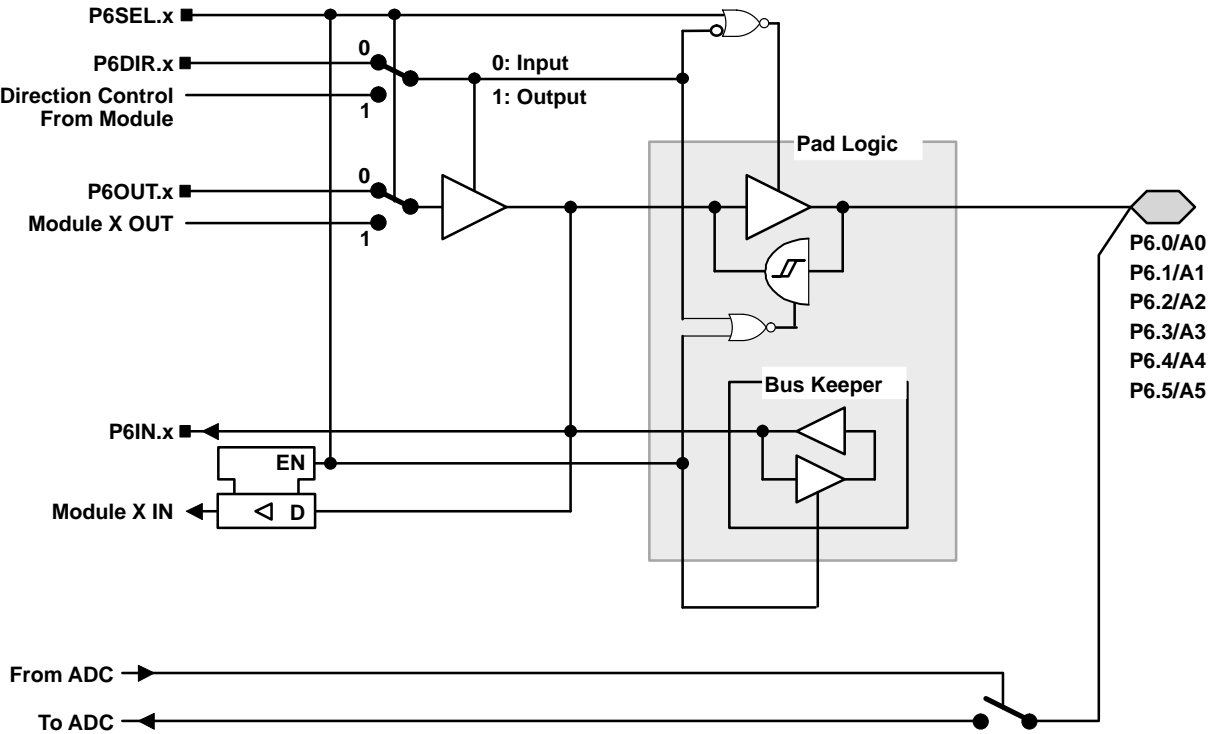 P6SEL.x
P6DIR.x
0
0: Input
Direction Control
From Module
1
1: Output
Pad Logic
P6OUT.x
0
Module X OUT
1
P6.0/A0
P6.1/A1
P6.2/A2
P6.3/A3
P6.4/A4
P6.5/A5
Bus Keeper
P6IN.x
EN
Module X IN
D
From ADC
To ADC